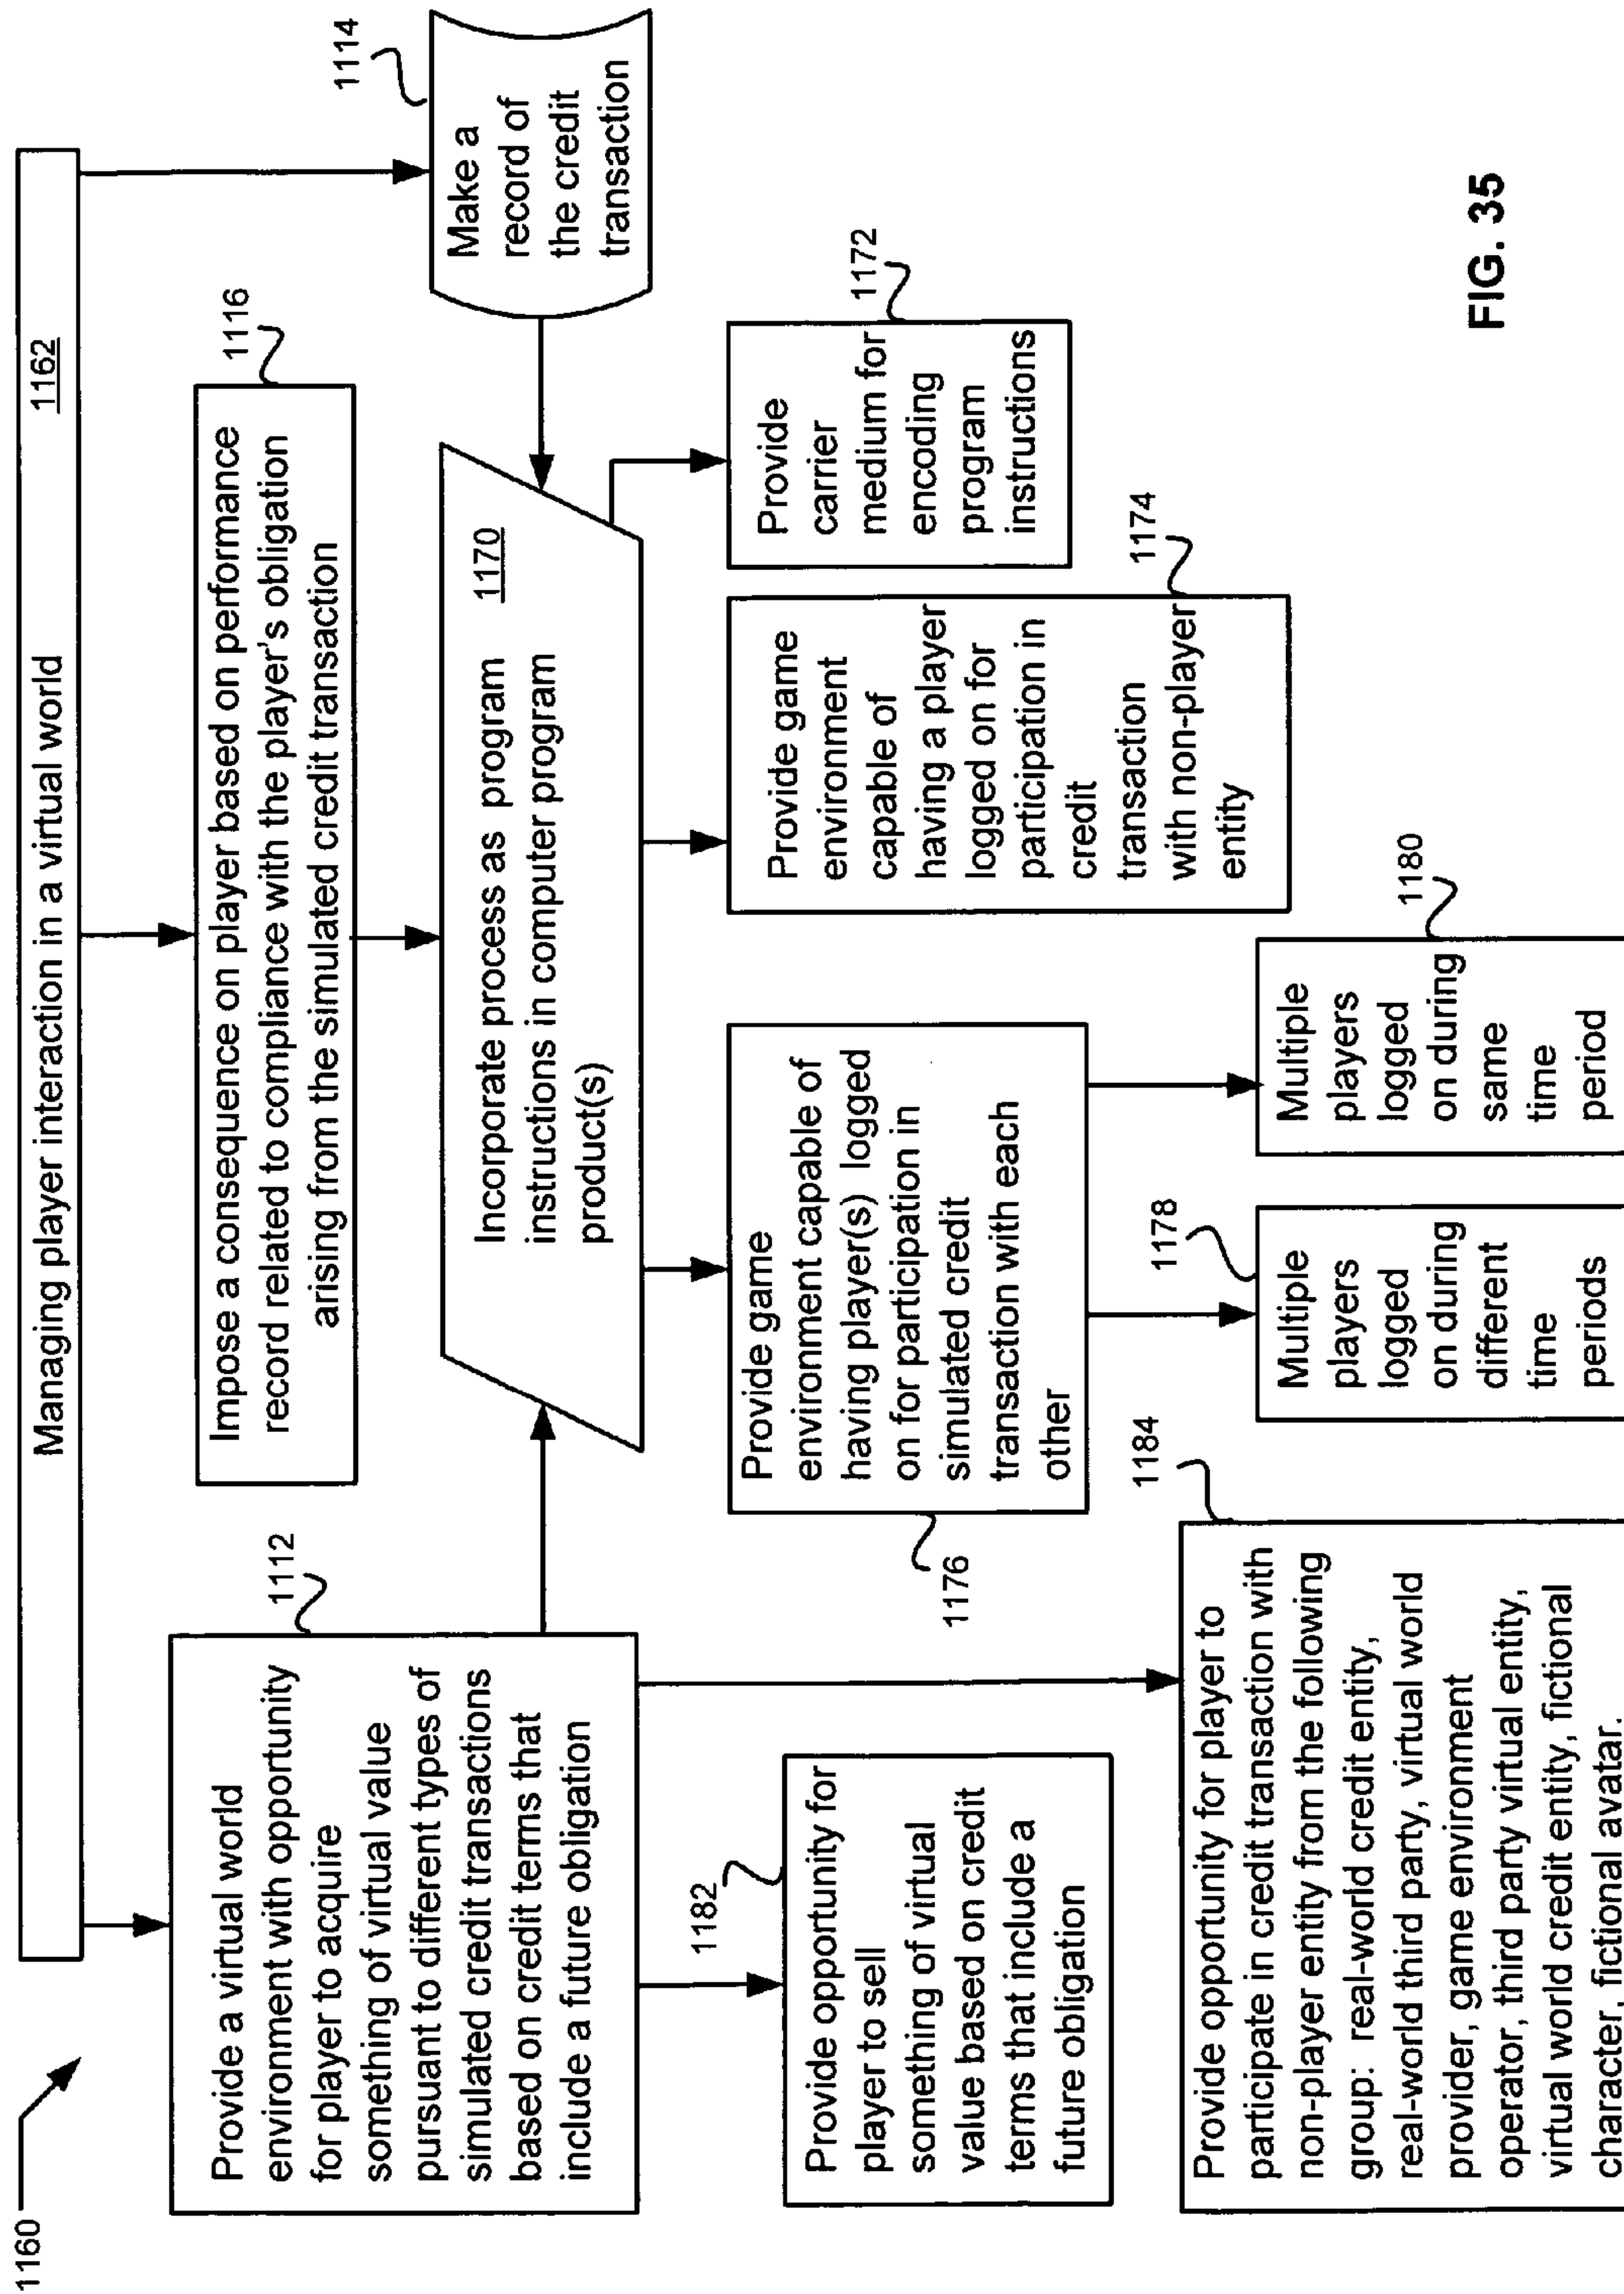 1160
Managing player interaction in a virtual world
1162
1112
Provide a virtual world
environment with opportunity
for player to acquire
something of virtual value
pursuant to different types of
simulated credit transactions
based on credit terms that
include a future obligation
1116
Impose a consequence on player based on performance
record related to compliance with the player's obligation
arising from the simulated credit transaction
1114
Make a
record of
the credit
transaction
Incorporate process as program
1170
instructions in computer program
product(s)
1182
Provide opportunity for
player to sell
something of virtual
value based on credit
terms that include a
future obligation
1176
Provide game
environment capable of
having player(s) logged
on for participation in
simulated credit
transaction with each
other
1174
Provide game
environment
capable of
having a player
logged on for
participation in
credit
transaction
with non-player
entity
1172
Provide
carrier
medium for
encoding
program
instructions
1184
Provide opportunity for player to
participate in credit transaction with
non-player entity from the following
group: real-world credit entity,
real-world third party, virtual world
provider, game environment
operator, third party virtual entity,
virtual world credit entity, fictional
character, fictional avatar.
1178
Multiple
players
logged
on during
different
time
periods
1180
Multiple
players
logged
on during
same
time
period
FIG. 35